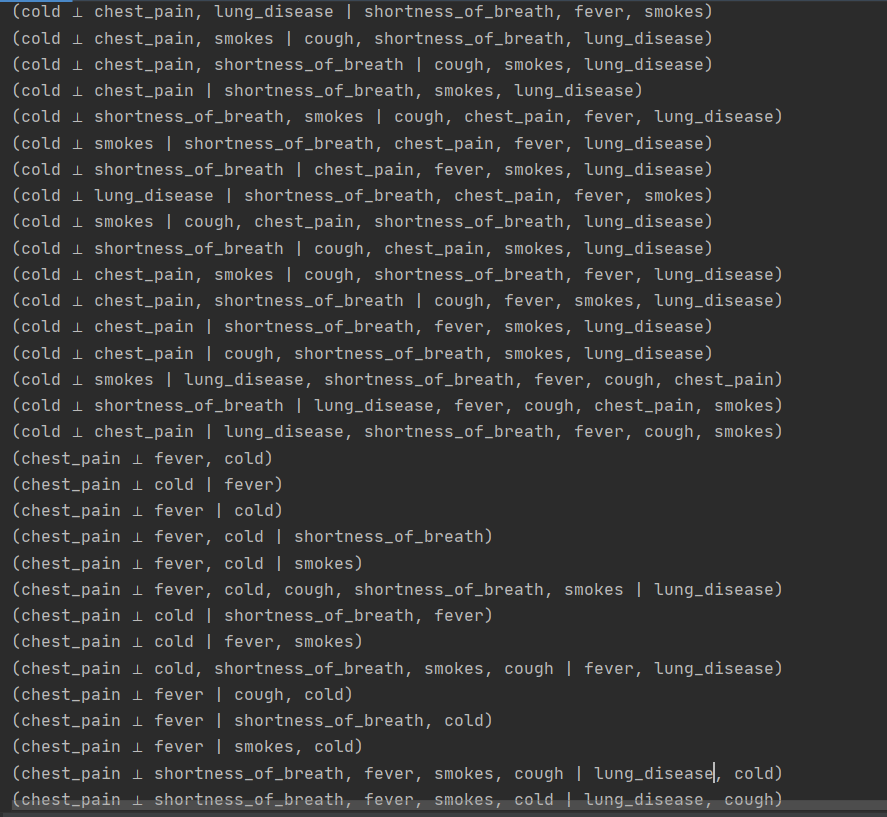 (cold ⟂ chest_pain, lung_disease | shortness_of_breath, fever, smokes)
(cold ⟂ chest_pain, smokes | cough, shortness_of_breath, lung_disease)
(cold ⟂ chest_pain, shortness_of_breath | cough, smokes, lung_disease)
(cold ⟂ chest_pain | shortness_of_breath, smokes, lung_disease)
(cold ⟂ shortness_of_breath, smokes | cough, chest_pain, fever, lung_disease)
(cold ⟂ smokes | shortness_of_breath, chest_pain, fever, lung_disease)
(cold ⟂ shortness_of_breath | chest_pain, fever, smokes, lung_disease)
(cold ⟂ lung_disease | shortness_of_breath, chest_pain, fever, smokes)
(cold ⟂ smokes | cough, chest_pain, shortness_of_breath, lung_disease)
(cold ⟂ shortness_of_breath | cough, chest_pain, smokes, lung_disease)
(cold ⟂ chest_pain, smokes | cough, shortness_of_breath, fever, lung_disease)
(cold ⟂ chest_pain, shortness_of_breath | cough, fever, smokes, lung_disease)
(cold ⟂ chest_pain | shortness_of_breath, fever, smokes, lung_disease)
(cold ⟂ chest_pain | cough, shortness_of_breath, smokes, lung_disease)
(cold ⟂ smokes | lung_disease, shortness_of_breath, fever, cough, chest_pain)
(cold ⟂ shortness_of_breath | lung_disease, fever, cough, chest_pain, smokes)
(cold ⟂ chest_pain | lung_disease, shortness_of_breath, fever, cough, smokes)
(chest_pain ⟂ fever, cold)
(chest_pain ⟂ cold | fever)
(chest_pain ⟂ fever | cold)
(chest_pain ⟂ fever, cold | shortness_of_breath)
(chest_pain ⟂ fever, cold | smokes)
(chest_pain ⟂ fever, cold, cough, shortness_of_breath, smokes | lung_disease)
(chest_pain ⟂ cold | shortness_of_breath, fever)
(chest_pain ⟂ cold | fever, smokes)
(chest_pain ⟂ cold, shortness_of_breath, smokes, cough | fever, lung_disease)
(chest_pain ⟂ fever | cough, cold)
(chest_pain ⟂ fever | shortness_of_breath, cold)
(chest_pain ⟂ fever | smokes, cold)
(chest_pain ⟂ shortness_of_breath, fever, smokes, cough | lung_disease, cold)
(chest_pain ⟂ shortness_of_breath, fever, smokes, cold | lung_disease, cough)